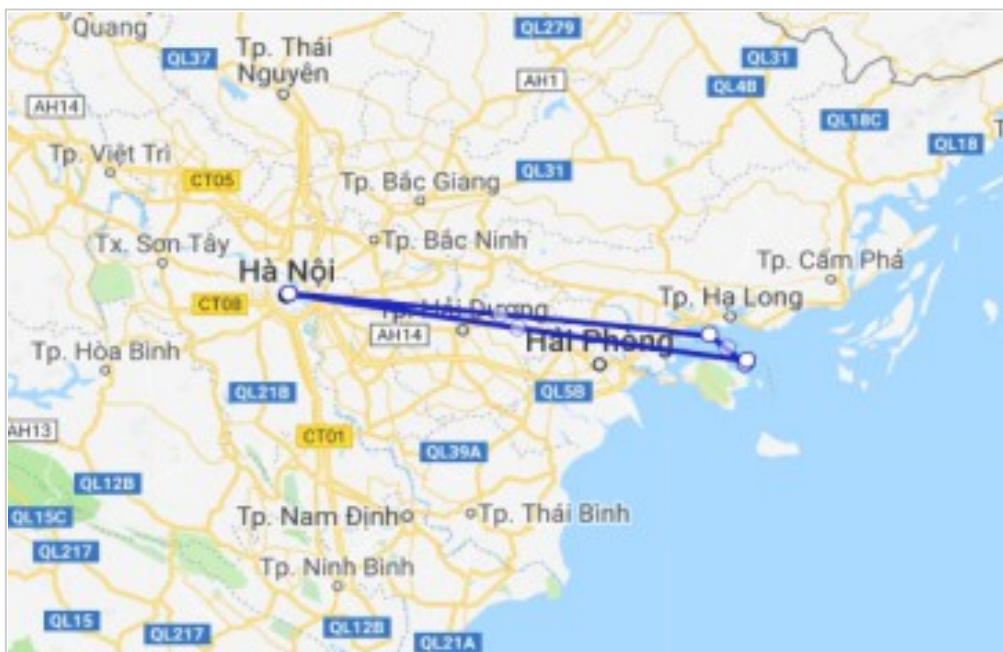 Quang
QL37
Tp. Thái
Nguyên
QL279
QL31
AH1
QL4B
AH14
QL18C
QL18
Tp. Việt Trì
CT05
QL31
Tp. Bắc Giang
Tx. Sơn Tây
Tp. Bắc Ninh
Hà Nội
Tp. Cẩm Phả
CT08
Tp. Hạ Long
Tp. Hải Dương
AH14
Hải Phòng
Tp. Hòa Bình
QL21B
QL5B
AH13
CT01
QL39A
QL12B
QL15C
Tp. Nam Định
Tp. Thái Bình
QL217
Tp. Ninh Bình
QL15
QL217
QL12B
QL21A